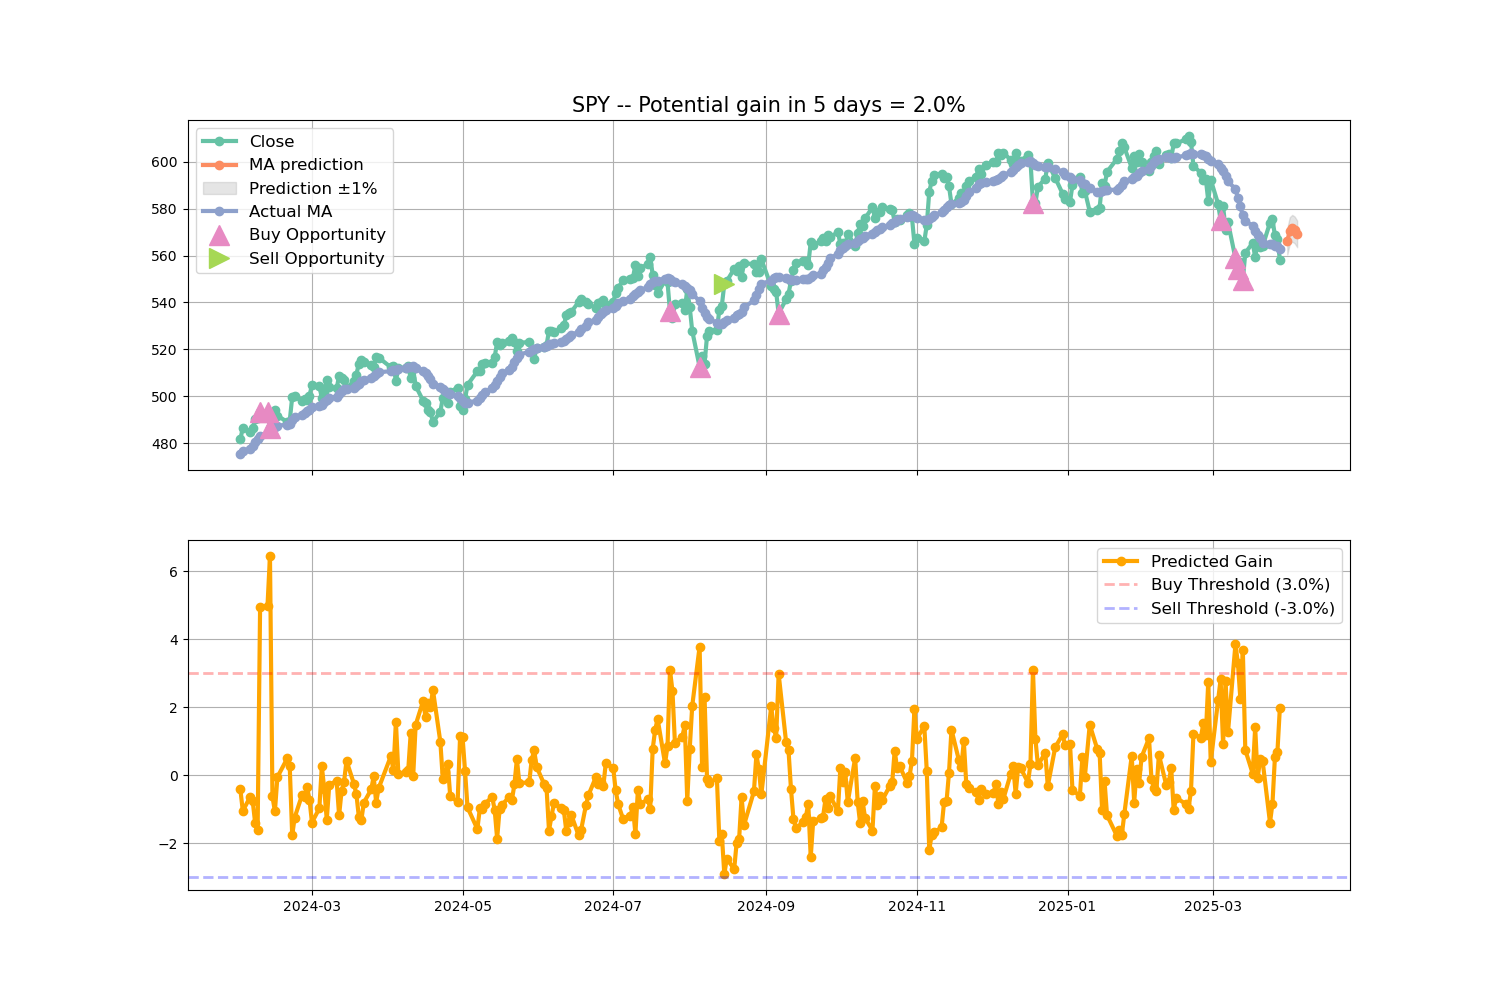 SPY -- Potential gain in 5 days = 2.0%
Close
MA prediction
Prediction ±1%
Actual MA
Buy Opportunity
Sell Opportunity
600
580
560
540
520
500
480
Predicted Gain
Buy Threshold (3.0%)
Sell Threshold (-3.0%)
6
4
2
0
−2
2024-03 2024-05 2024-07 2024-09 2024-11 2025-01 2025-03